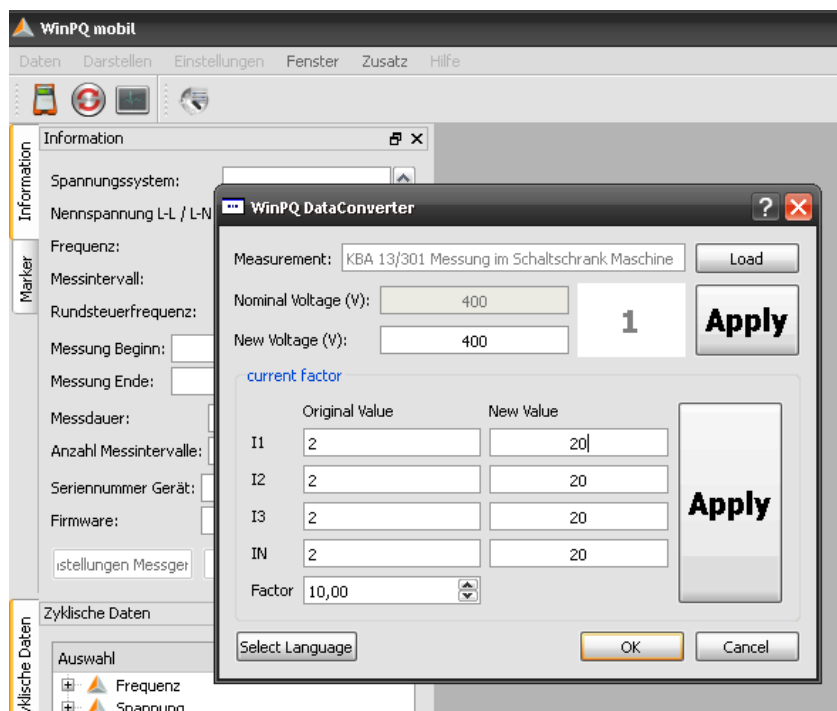 WinPQ mobil
Daten Darstellen Einstellungen Fenster Zusatz Hilfe
Information
Information
Marker
Spannungssystem:
Nennspannung L-L / L-N
Frequenz:
Messintervall:
Rundsteuerfrequenz:
Messung Beginn:
Messung Ende:
Messdauer:
Anzahl Messintervalle:
Seriennummer Gerät:
Firmware:
ıstellungen Messger
WinPQ DataConverter
Measurement: KBA 13/301 Messung im Schaltschrank Maschine Load
Nominal Voltage (V): 400
New Voltage (V): 400
1
Apply
current factor
Original Value New Value
I1 2 20
I2 2 20
I3 2 20
IN 2 20
Factor 10,00
Apply
Select Language OK Cancel
Zyklische Daten
yklische Daten
Auswahl
Frequenz
Spannung